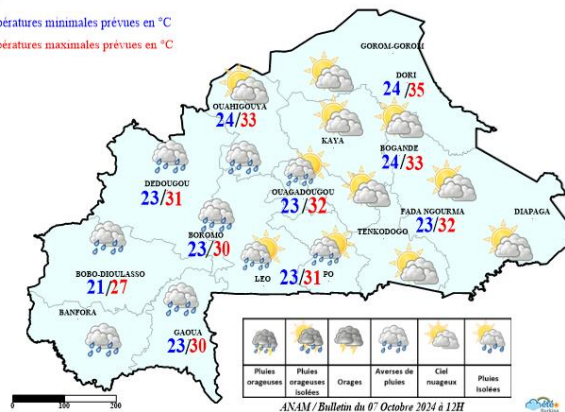 pératures minimales prévues en °C
pératures maximales prévues en °C
GOROM-GOROM
DORI
24/35
OUAHIGOUYA
24/33
KAYA
BOGANDE
24/33
DEDOUGOU
23/31
OUAGADOUGOU
23/32
FADA NGOURMA
23/32
DIAPAGA
BOROMO
23/30
TENKODOGO
LEO
23/31
PO
BOBO-DIOULASSO
21/27
BANFORA
GAOUA
23/30
Pluies orageuses
Pluies orageuses isolées
Orages
Averses de pluies
Ciel nuageux
Pluies Isolées
0 100 200
ANAM / Bulletin du 07 Octobre 2024 à 12H